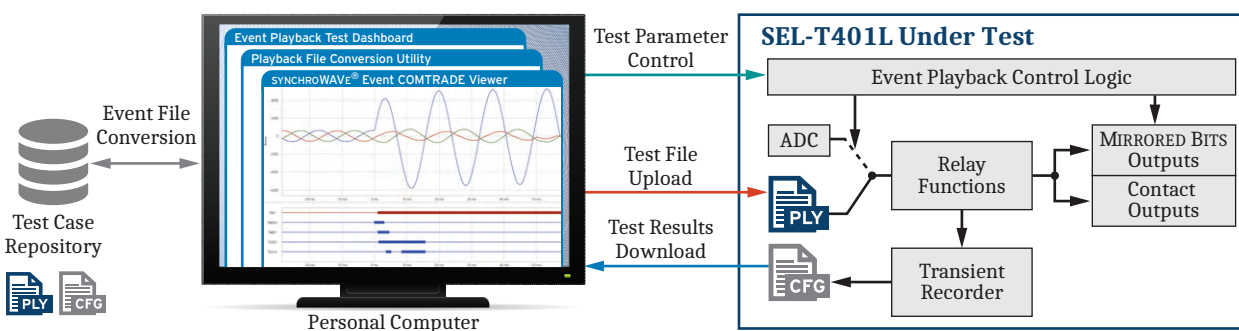 Event File
Conversion
Test Case
Repository
PLY
CFG
Event Playback Test Dashboard
Playback File Conversion Utility
SYNCHROWAVE® Event COMTRADE Viewer
Personal Computer
Test Parameter
Control
Test File
Upload
Test Results
Download
SEL-T401L Under Test
Event Playback Control Logic
ADC
PLY
CFG
Relay
Functions
Transient
Recorder
MIRRORED BITS
Outputs
Contact
Outputs